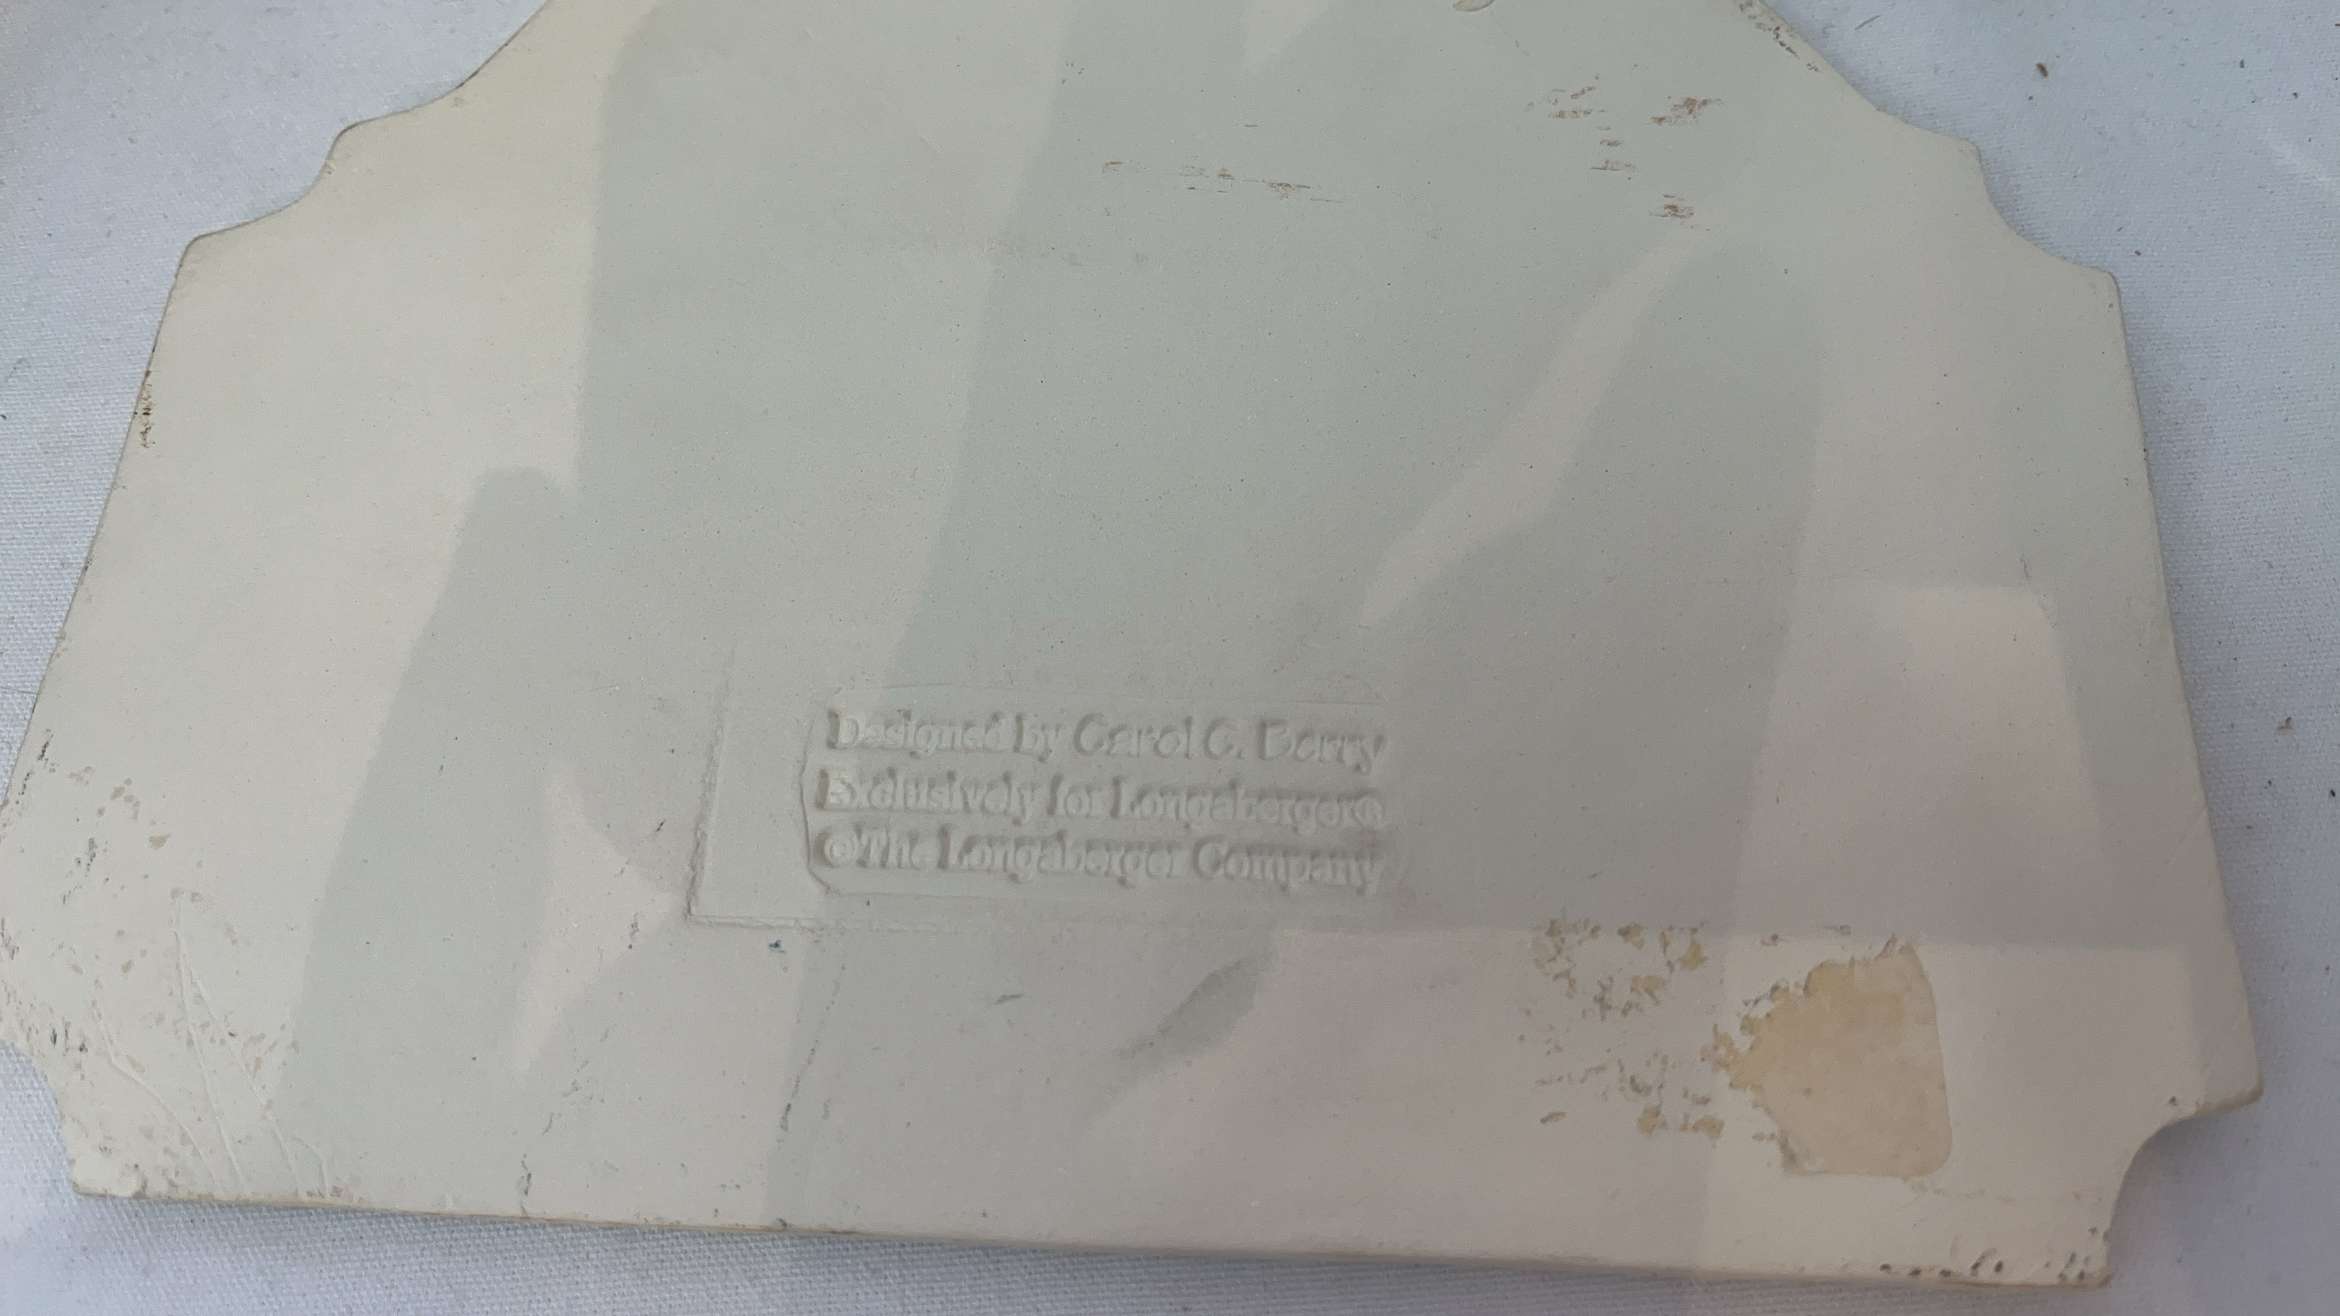 Designed by Carol C. Berry
Exclusively for Longaberger®
©The Longaberger Company